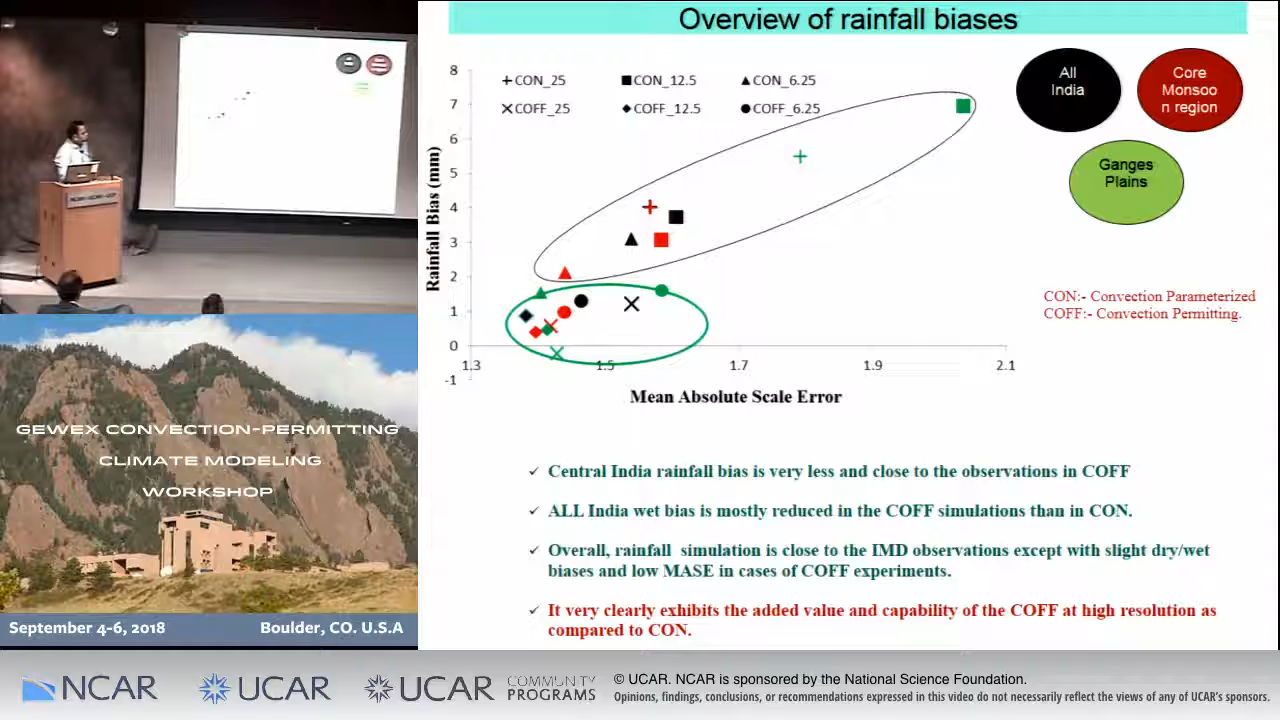 Overview of rainfall biases
8
7
6
5
4
3
2
1
0
-1
Rainfall Bias (mm)
CON_25
CON_12.5
CON_6.25
COFF_25
COFF_12.5
COFF_6.25
1.3
1.5
1.7
1.9
2.1
Mean Absolute Scale Error
All
India
Core
Monsoo
n region
Ganges
Plains
CON:- Convection Parameterized
COFF:- Convection Permitting.
✓ Central India rainfall bias is very less and close to the observations in COFF
✓ ALL India wet bias is mostly reduced in the COFF simulations than in CON.
✓ Overall, rainfall simulation is close to the IMD observations except with slight dry/wet
biases and low MASE in cases of COFF experiments.
✓ It very clearly exhibits the added value and capability of the COFF at high resolution as
compared to CON.
GEWEX CONVECTION-PERMITTING
CLIMATE MODELING
WORKSHOP
September 4-6, 2018
Boulder, CO. U.S.A
NCAR
UCAR
UCAR
COMMUNITY
PROGRAMS
© UCAR. NCAR is sponsored by the National Science Foundation.
Opinions, findings, conclusions, or recommendations expressed in this video do not necessarily reflect the views of any of UCAR's sponsors.